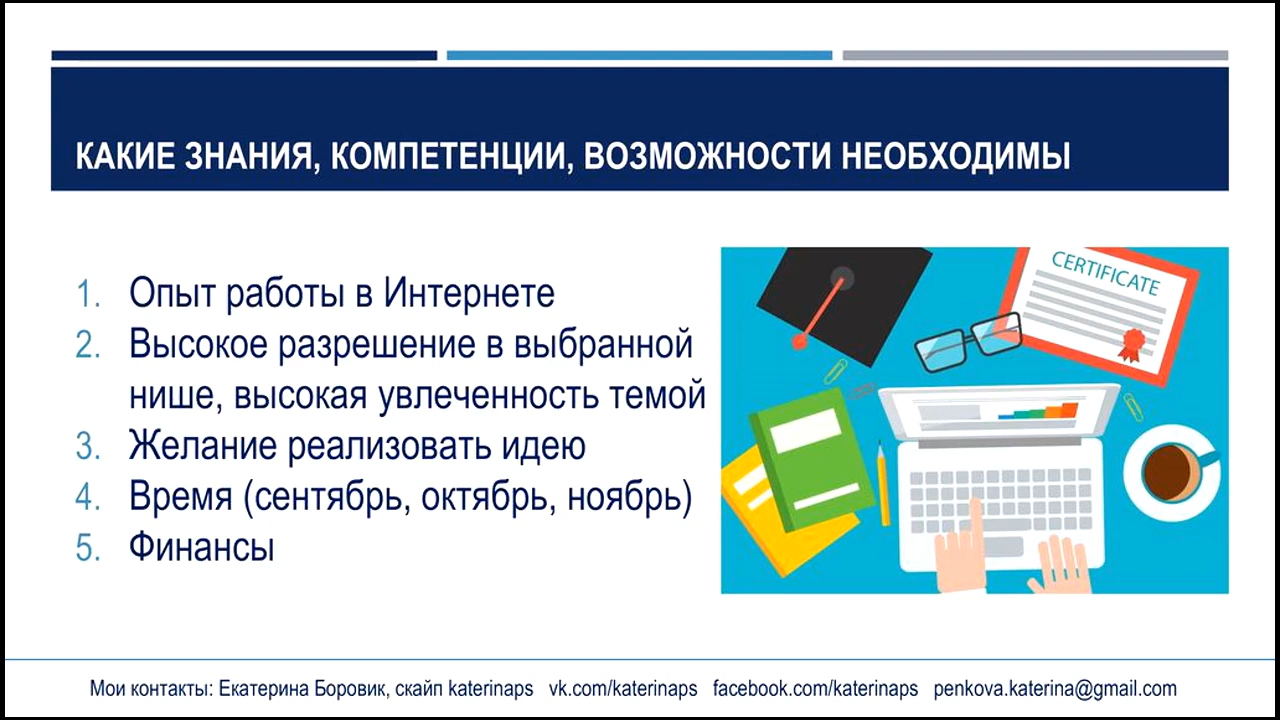 КАКИЕ ЗНАНИЯ, КОМПЕТЕНЦИИ, ВОЗМОЖНОСТИ НЕОБХОДИМЫ
1. Опыт работы в Интернете
2. Высокое разрешение в выбранной
нише, высокая увлеченность темой
3. Желание реализовать идею
4. Время (сентябрь, октябрь, ноябрь)
5. Финансы
CERTIFICATE
Мои контакты: Екатерина Боровик, скайп katerinaps vk.com/katerinaps facebook.com/katerinaps penkova.katerina@gmail.com